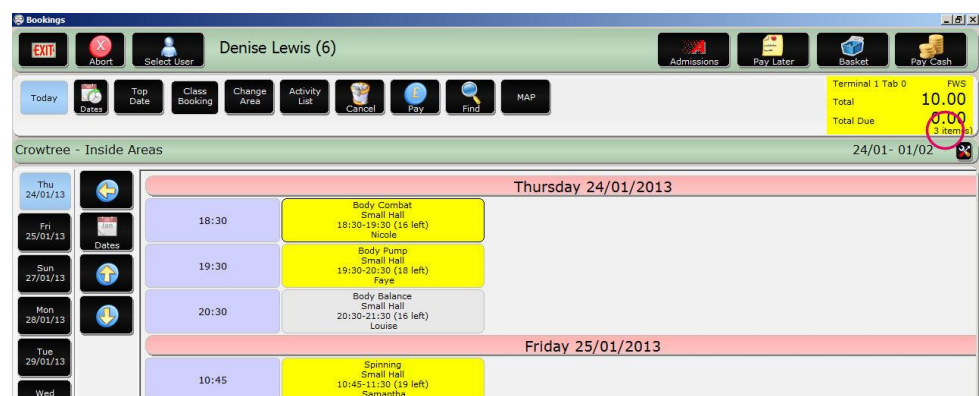 Bookings
EXIT
Abort
Select User
Denise Lewis (6)
Admissions
Pay Later
Basket
Pay Cash
Today
Dates
Top
Date
Class
Booking
Change
Area
Activity
List
Cancel
Pay
Find
MAP
Terminal 1 Tab 0 FWS
Total 10.00
Total Due 0.00
3 item(s)
Crowtree - Inside Areas
24/01- 01/02
Thu
24/01/13
Fri
25/01/13
Sun
27/01/13
Mon
28/01/13
Tue
29/01/13
Wed
Jan
Dates
Thursday 24/01/2013
18:30
Body Combat
Small Hall
18:30-19:30 (16 left)
Nicole
19:30
Body Pump
Small Hall
19:30-20:30 (18 left)
Faye
20:30
Body Balance
Small Hall
20:30-21:30 (16 left)
Louise
Friday 25/01/2013
10:45
Spinning
Small Hall
10:45-11:30 (19 left)
Samantha